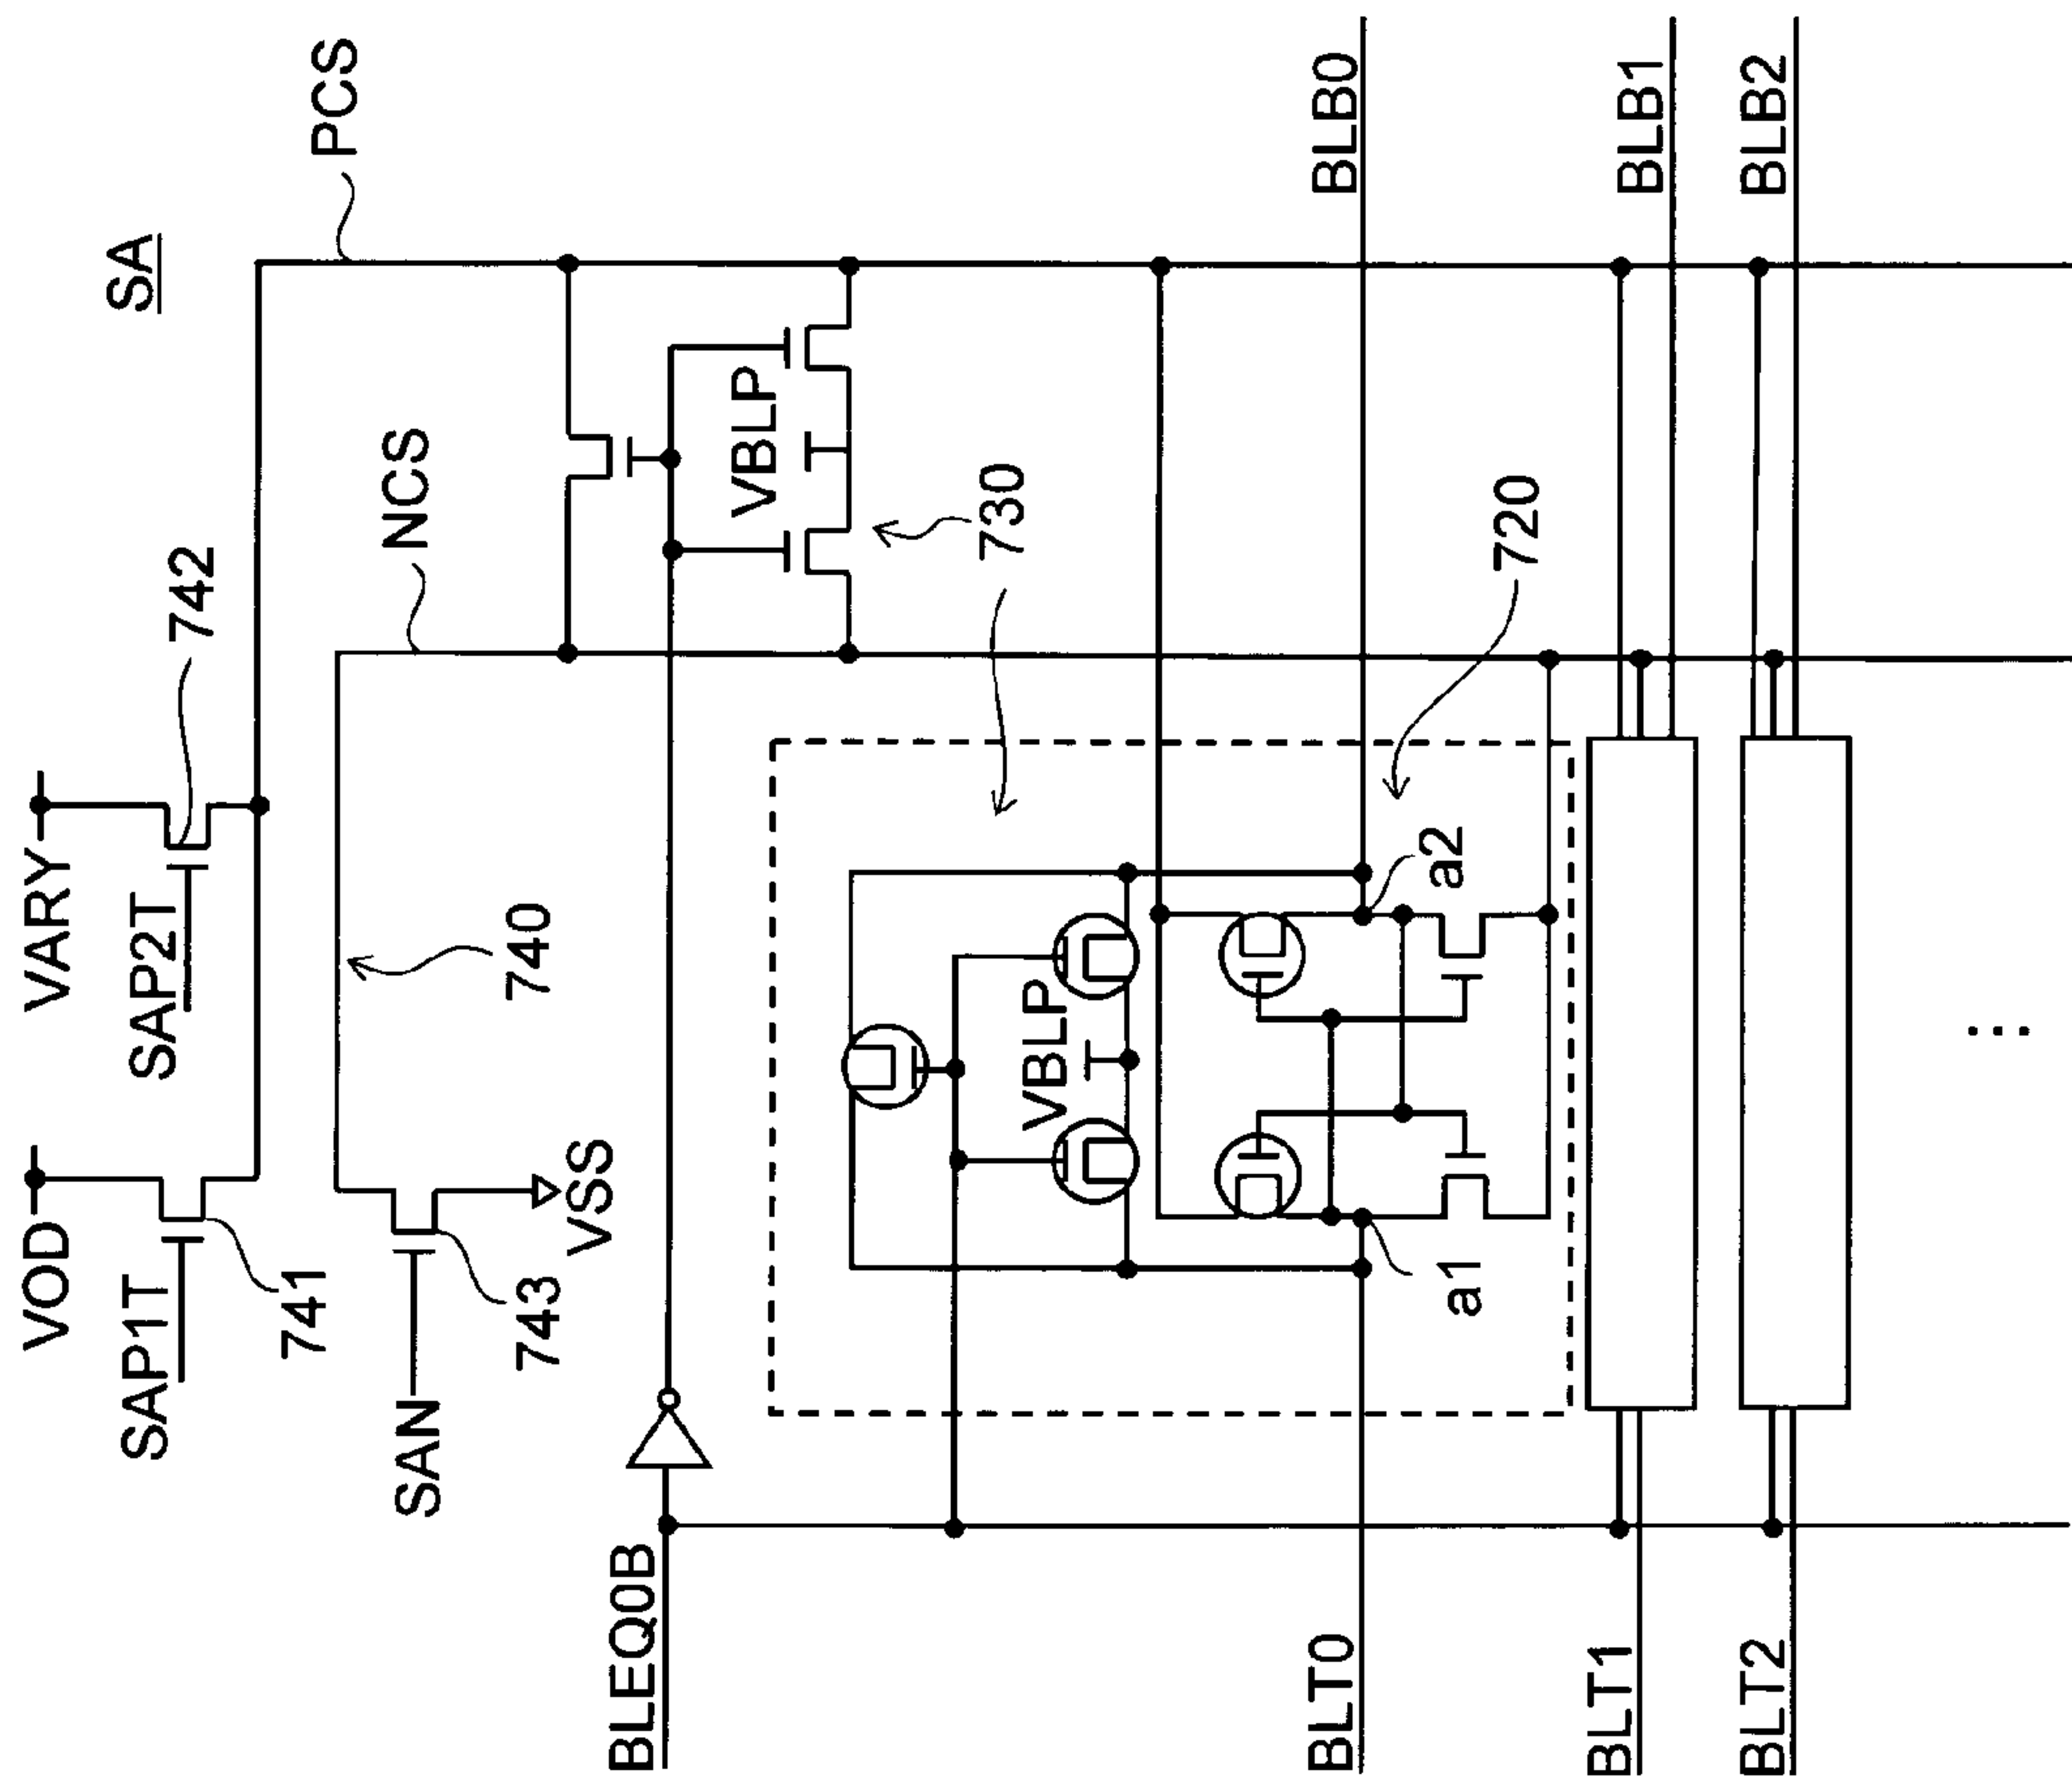 VOD
VARY
SA
SAP1T
SAP2T
742
741
PCS
NCS
SAN
740
743
VSS
BLEQ0B
VBLP
730
VBLP
BLT0
BLB0
a2
a1
720
BLT1
BLB1
BLT2
BLB2